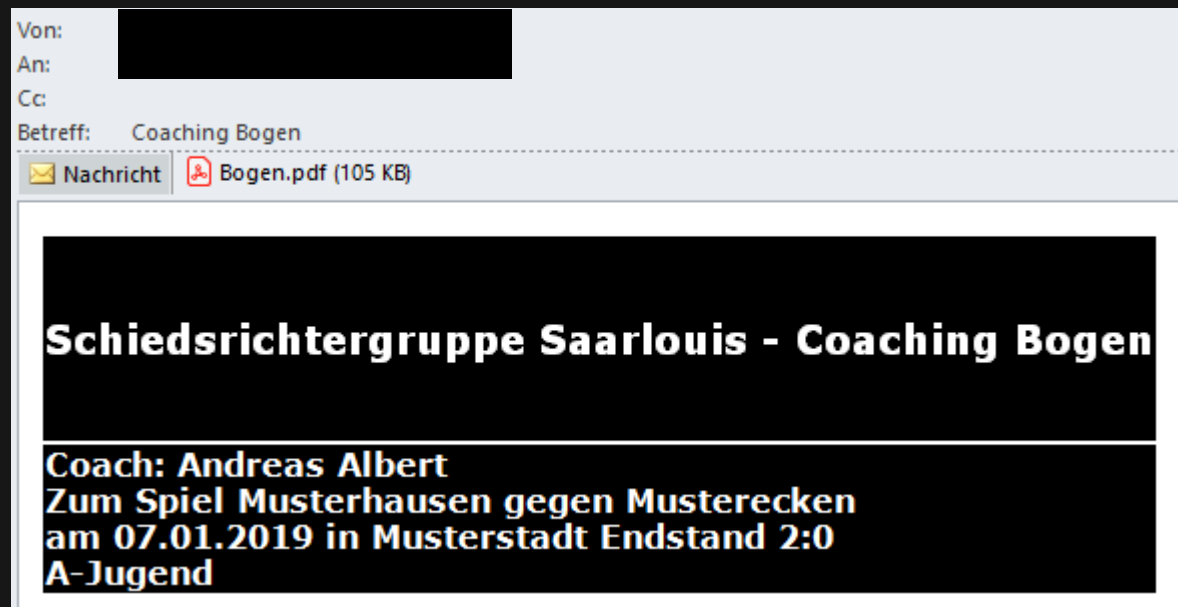 Von:
An:
Cc:
Betreff: Coaching Bogen
Nachricht Bogen.pdf (105 KB)
Schiedsrichtergruppe Saarlouis - Coaching Bogen
Coach: Andreas Albert
Zum Spiel Musterhausen gegen Musterecken
am 07.01.2019 in Musterstadt Endstand 2:0
A-Jugend